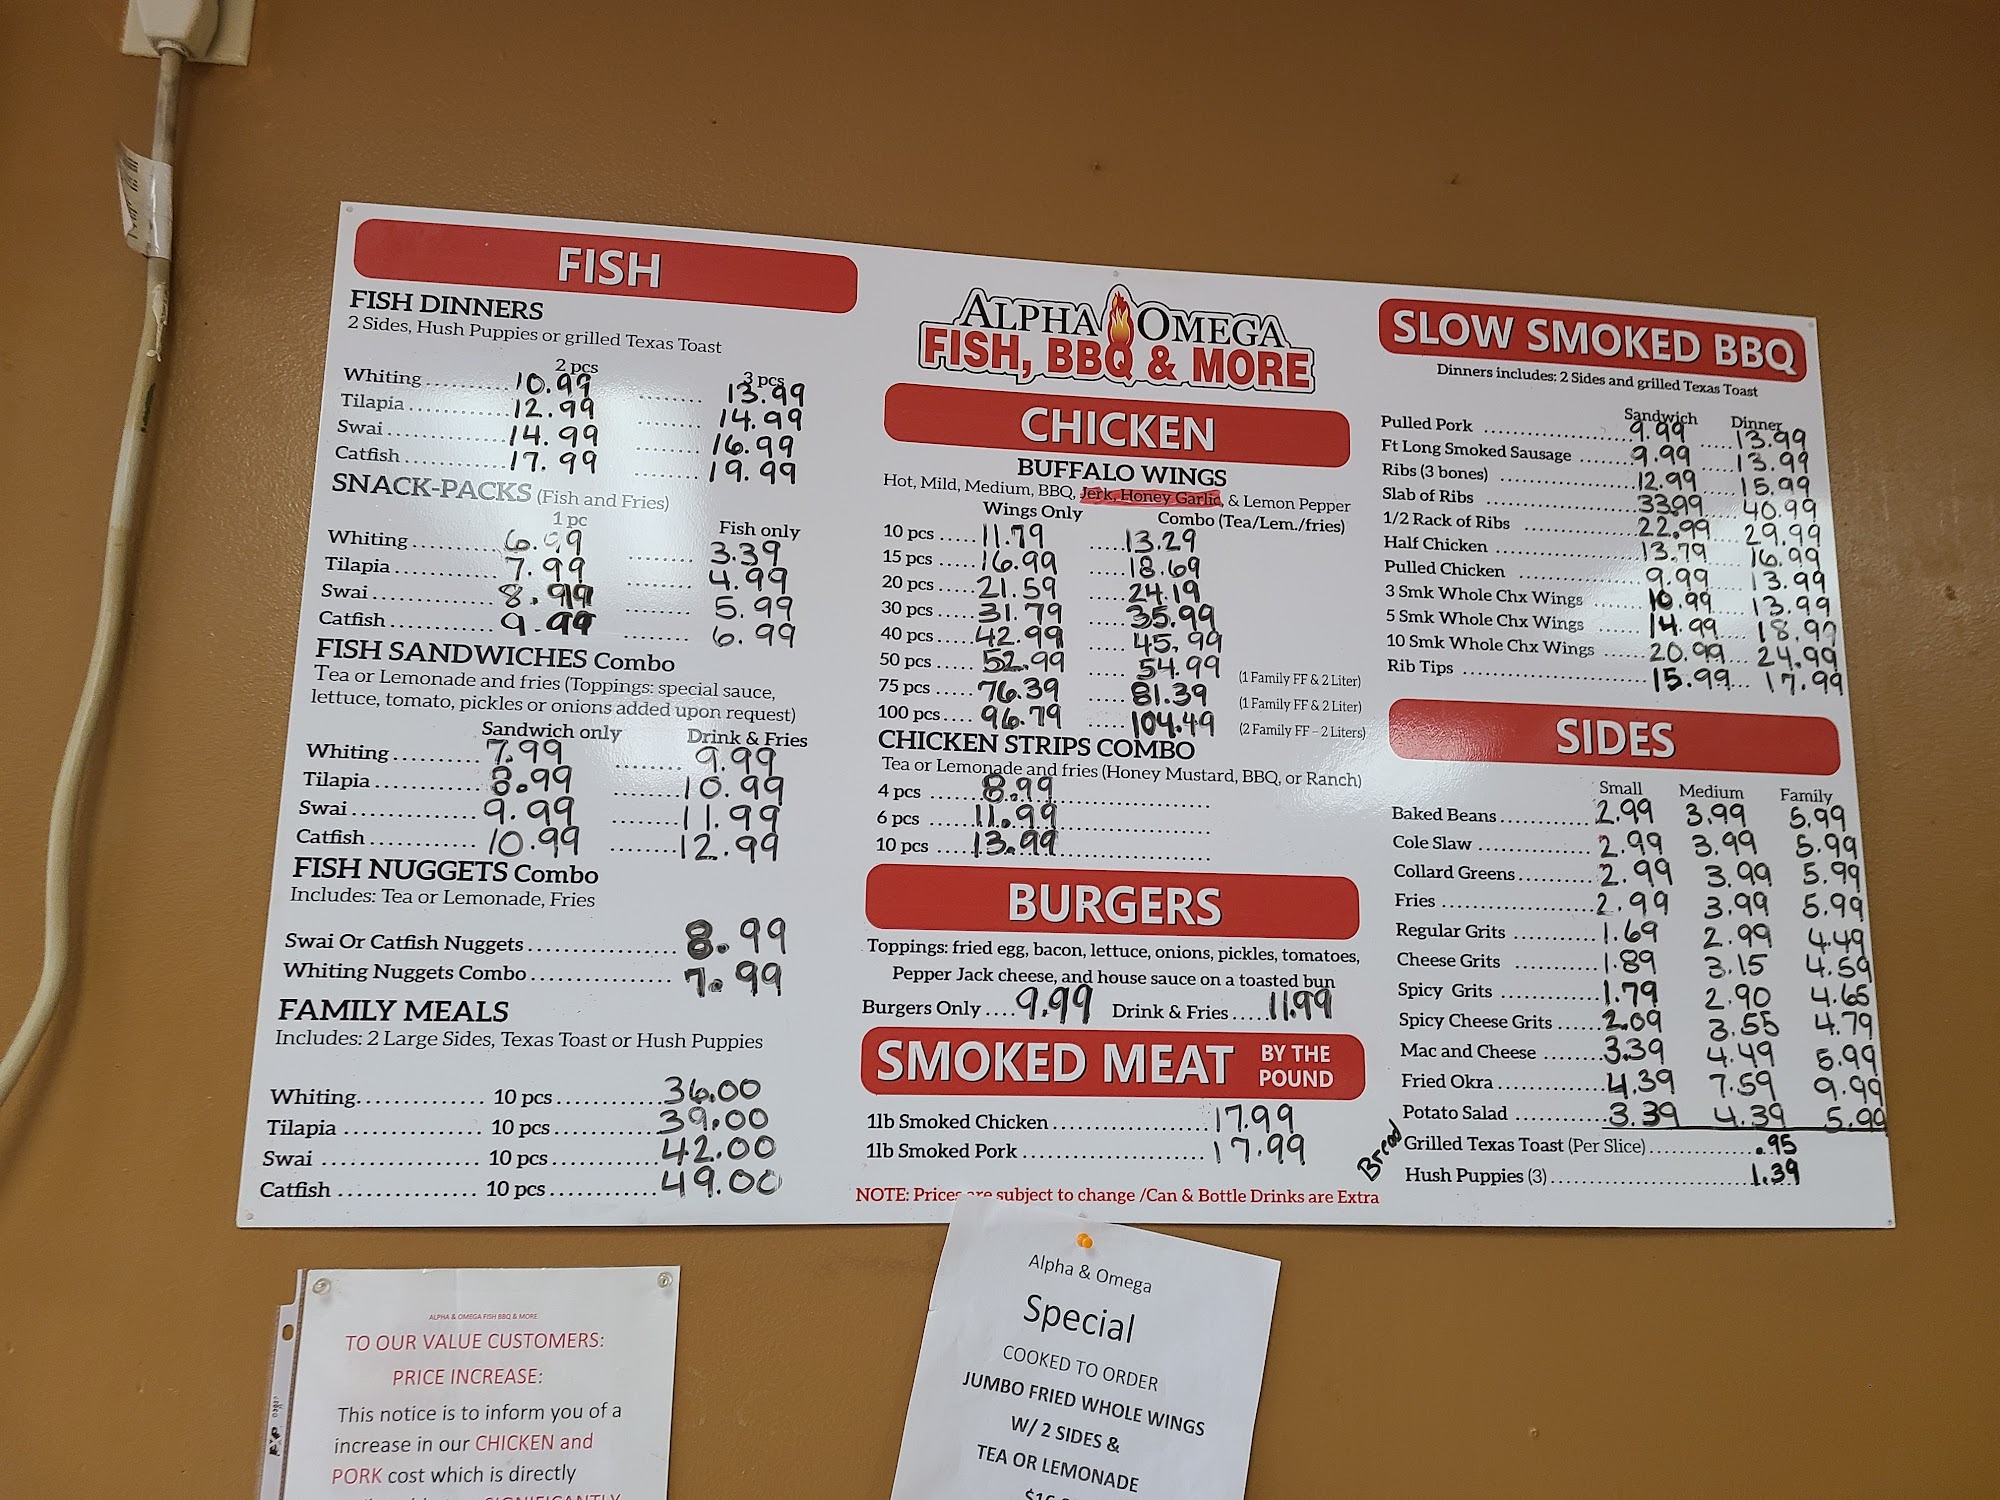 FISH
FISH DINNERS
2 Sides, Hush Puppies or grilled Texas Toast
2 pcs 3 pcs
Whiting 10.99 13.99
Tilapia 12.99 14.99
Swai 14.99 16.99
Catfish 17.99 19.99
SNACK-PACKS (Fish and Fries)
1 pc Fish only
Whiting 6.99 3.39
Tilapia 7.99 4.99
Swai 8.99 5.99
Catfish 9.99 6.99
FISH SANDWICHES Combo
Tea or Lemonade and fries (Toppings: special sauce,
lettuce, tomato, pickles or onions added upon request)
Sandwich only Drink & Fries
Whiting 7.99 9.99
Tilapia 8.99 10.99
Swai 9.99 11.99
Catfish 10.99 12.99
FISH NUGGETS Combo
Includes: Tea or Lemonade, Fries
Swai Or Catfish Nuggets 8.99
Whiting Nuggets Combo 7.99
FAMILY MEALS
Includes: 2 Large Sides, Texas Toast or Hush Puppies
Whiting 10 pcs 36.00
Tilapia 10 pcs 39.00
Swai 10 pcs 42.00
Catfish 10 pcs 49.00
ALPHA OMEGA
FISH, BBQ & MORE
CHICKEN
BUFFALO WINGS
Hot, Mild, Medium, BBQ, Jerk, Honey Garlic, & Lemon Pepper
Wings Only Combo (Tea/Lem./fries)
10 pcs 11.79 13.29
15 pcs 16.99 18.69
20 pcs 21.59 24.19
30 pcs 31.79 35.99
40 pcs 42.99 45.99
50 pcs 52.99 54.99 (1 Family FF & 2 Liter)
75 pcs 76.39 81.39 (1 Family FF & 2 Liter)
100 pcs 96.79 104.49 (2 Family FF – 2 Liters)
CHICKEN STRIPS COMBO
Tea or Lemonade and fries (Honey Mustard, BBQ, or Ranch)
4 pcs 8.99
6 pcs 11.99
10 pcs 13.99
BURGERS
Toppings: fried egg, bacon, lettuce, onions, pickles, tomatoes,
Pepper Jack cheese, and house sauce on a toasted bun
Burgers Only 9.99 Drink & Fries 11.99
SMOKED MEAT BY THE POUND
1lb Smoked Chicken 17.99
1lb Smoked Pork 17.99
NOTE: Prices are subject to change /Can & Bottle Drinks are Extra
SLOW SMOKED BBQ
Dinners includes: 2 Sides and grilled Texas Toast
Sandwich Dinner
Pulled Pork 9.99 13.99
Ft Long Smoked Sausage 9.99 13.99
Ribs (3 bones) 12.99 15.99
Slab of Ribs 33.99 40.99
1/2 Rack of Ribs 22.99 29.99
Half Chicken 13.79 16.99
Pulled Chicken 9.99 13.99
3 Smk Whole Chx Wings 10.99 13.99
5 Smk Whole Chx Wings 14.99 18.99
10 Smk Whole Chx Wings 20.99 24.99
Rib Tips 15.99 17.99
SIDES
Small Medium Family
Baked Beans 2.99 3.99 5.99
Cole Slaw 2.99 3.99 5.99
Collard Greens 2.99 3.99 5.99
Fries 2.99 3.99 5.99
Regular Grits 1.69 2.99 4.49
Cheese Grits 1.89 3.15 4.59
Spicy Grits 1.79 2.90 4.65
Spicy Cheese Grits 2.09 3.55 4.79
Mac and Cheese 3.39 4.49 5.99
Fried Okra 4.39 7.59 9.99
Potato Salad 3.39 4.39 5.99
Bread
Grilled Texas Toast (Per Slice) .95
Hush Puppies (3) 1.39
ALPHA & OMEGA FISH BBQ & MORE
TO OUR VALUE CUSTOMERS:
PRICE INCREASE:
This notice is to inform you of a
increase in our CHICKEN and
PORK cost which is directly
SIGNIFICANTLY
Alpha & Omega
Special
COOKED TO ORDER
JUMBO FRIED WHOLE WINGS
W/ 2 SIDES &
TEA OR LEMONADE